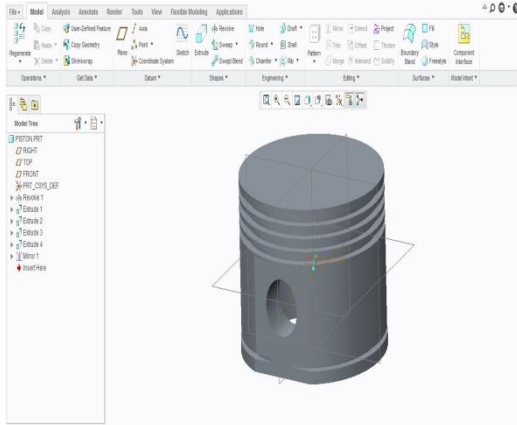 File Model Analysis Annotate Render Tools View Flexible Modeling Applications
Copy User-Defined Feature Axis Revolve Hole Draft Mirror Extend Project Fill
Regenerate Paste Copy Geometry Plane Point Sketch Extrude Sweep Round Shell Pattern Trim Offset Thicken Boundary Blend Style Component Interface
Delete Shrinkwrap Coordinate System Swept Blend Chamfer Rib Merge Intersect Solidify Freestyle
Operations Get Data Datum Shapes Engineering Editing Surfaces Model Intent
Model Tree
PISTON.PRT
RIGHT
TOP
FRONT
PRT_CSYS_DEF
Revolve 1
Extrude 1
Extrude 2
Extrude 3
Extrude 4
Mirror 1
Insert Here